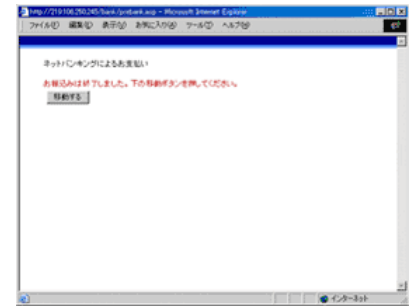 http://219.106.250.245/bank/prebank.asp - Microsoft Internet Explorer
ファイル(F) 編集(E) 表示(V) お気に入り(A) ツール(T) ヘルプ(H)
ネットバンキングによるお支払い
お振込みは終了しました。下の移動ボタンを押してください。
移動する
インターネット